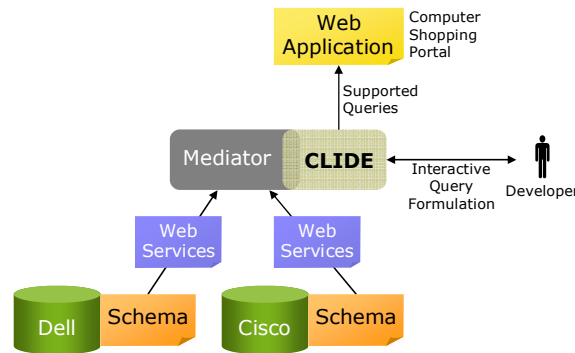 Web
Application
Computer
Shopping
Portal
Supported
Queries
Mediator
CLIDE
Interactive
Query
Formulation
Developer
Web
Services
Web
Services
Dell
Schema
Cisco
Schema